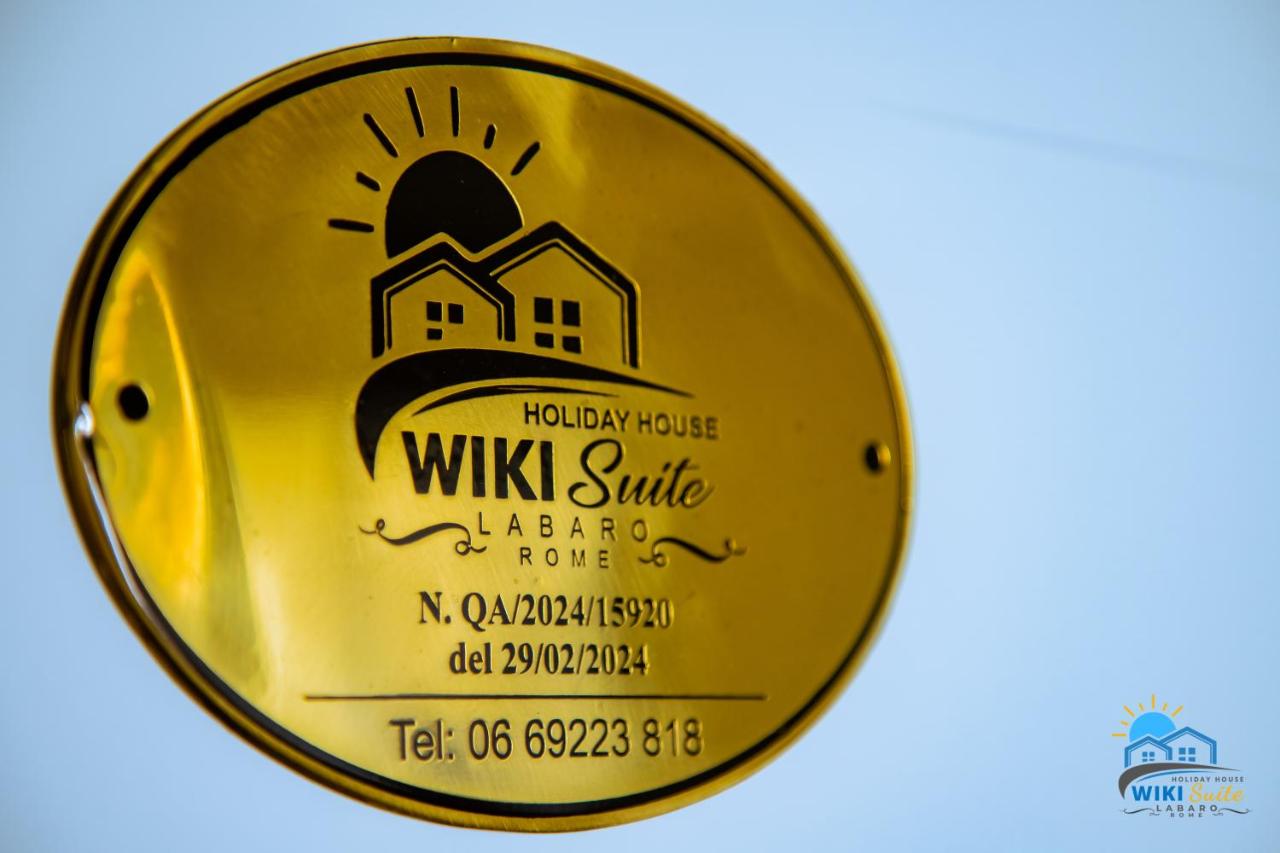 HOLIDAY HOUSE
WIKI Suite
LABARO
ROME
N. QA/2024/15920
del 29/02/2024
Tel: 06 69223 818
HOLIDAY HOUSE
WIKI Suite
LABARO
ROME